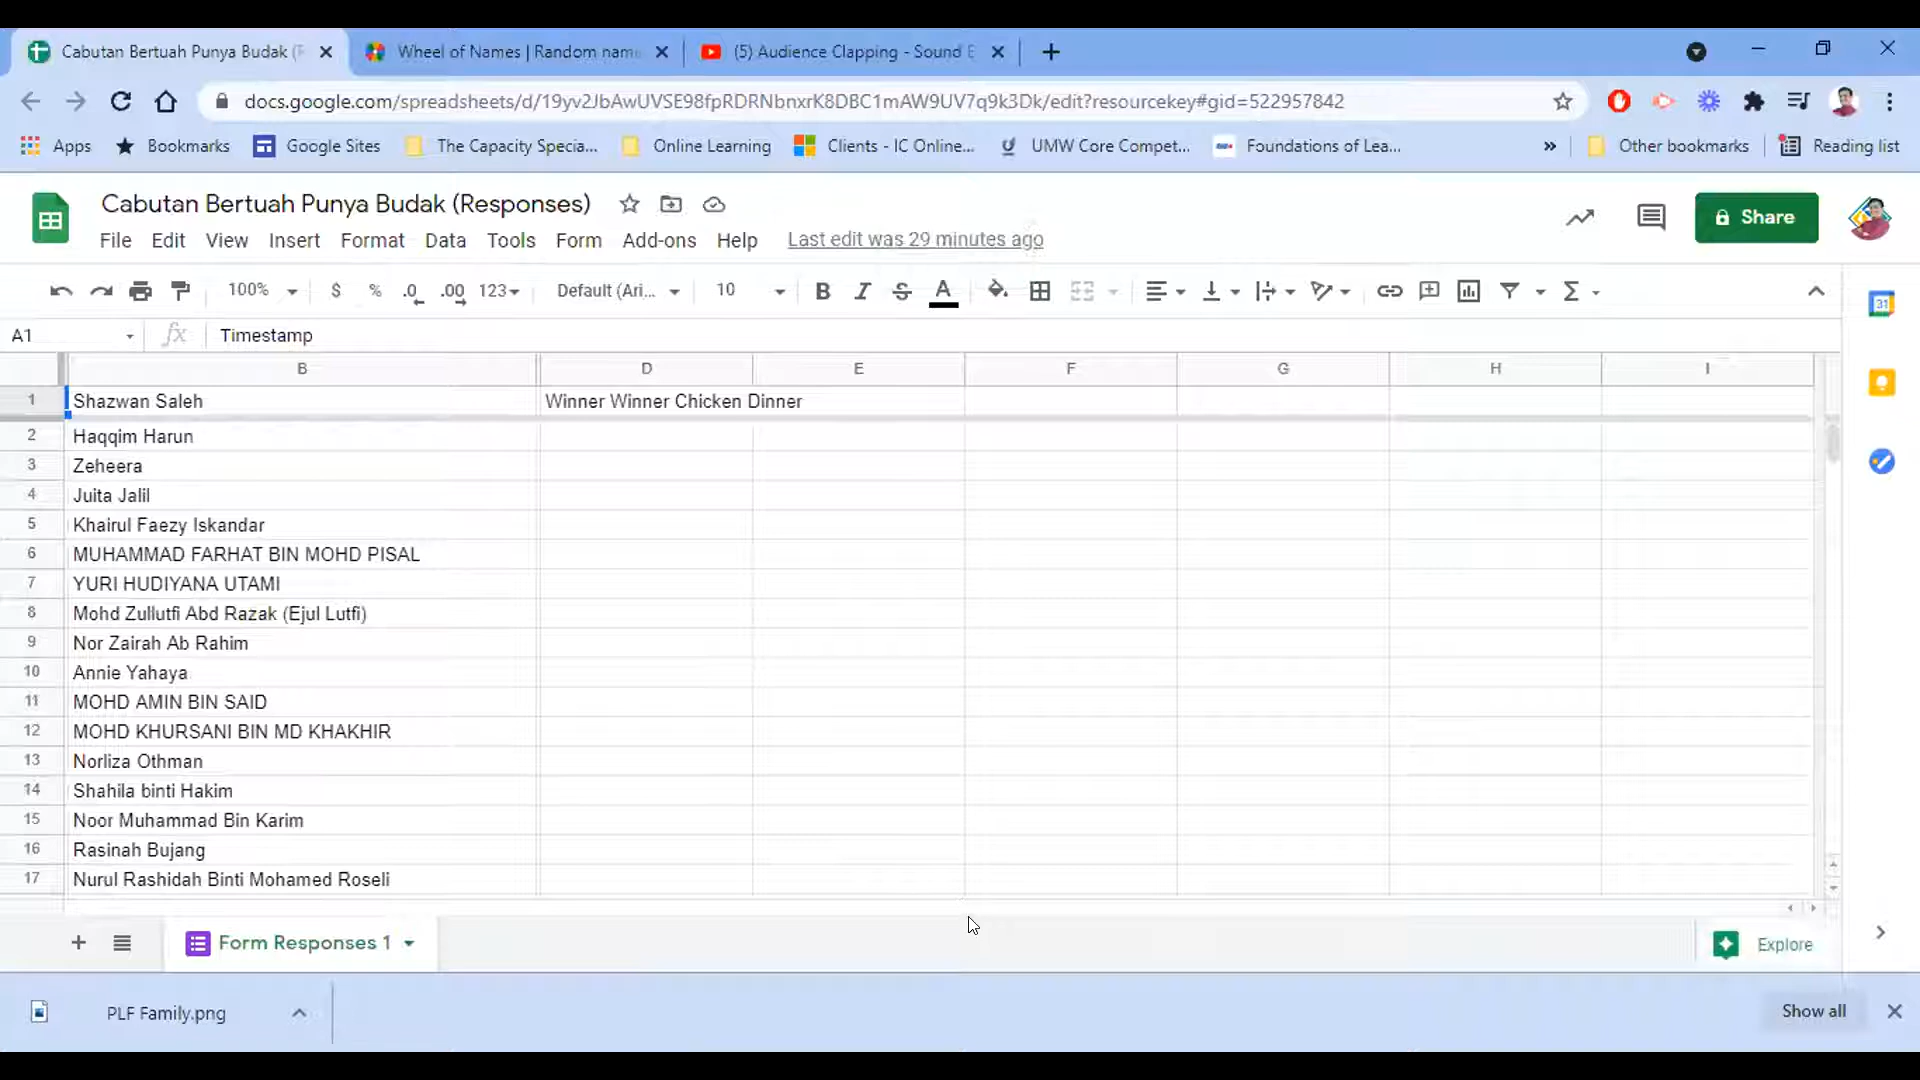 Cabutan Bertuah Punya Budak (
Wheel of Names | Random nam
(5) Audience Clapping - Sound E
docs.google.com/spreadsheets/d/19yv2JbAwUVSE98fpRDRNbnxrK8DBC1mAW9UV7q9k3Dk/edit?resourcekey#gid=522957842
Apps Bookmarks Google Sites The Capacity Specia... Online Learning Clients - IC Online... UMW Core Compet... Foundations of Lea... » Other bookmarks Reading list
Cabutan Bertuah Punya Budak (Responses)
Share
File Edit View Insert Format Data Tools Form Add-ons Help Last edit was 29 minutes ago
100% $ % .0 .00 123 Default (Ari... 10 B I S A
31
A1 fx Timestamp
B D E F G H I
1 Shazwan Saleh Winner Winner Chicken Dinner
2 Haqqim Harun
3 Zeheera
4 Juita Jalil
5 Khairul Faezy Iskandar
6 MUHAMMAD FARHAT BIN MOHD PISAL
7 YURI HUDIYANA UTAMI
8 Mohd Zullutfi Abd Razak (Ejul Lutfi)
9 Nor Zairah Ab Rahim
10 Annie Yahaya
11 MOHD AMIN BIN SAID
12 MOHD KHURSANI BIN MD KHAKHIR
13 Norliza Othman
14 Shahila binti Hakim
15 Noor Muhammad Bin Karim
16 Rasinah Bujang
17 Nurul Rashidah Binti Mohamed Roseli
Form Responses 1
Explore
PLF Family.png
Show all